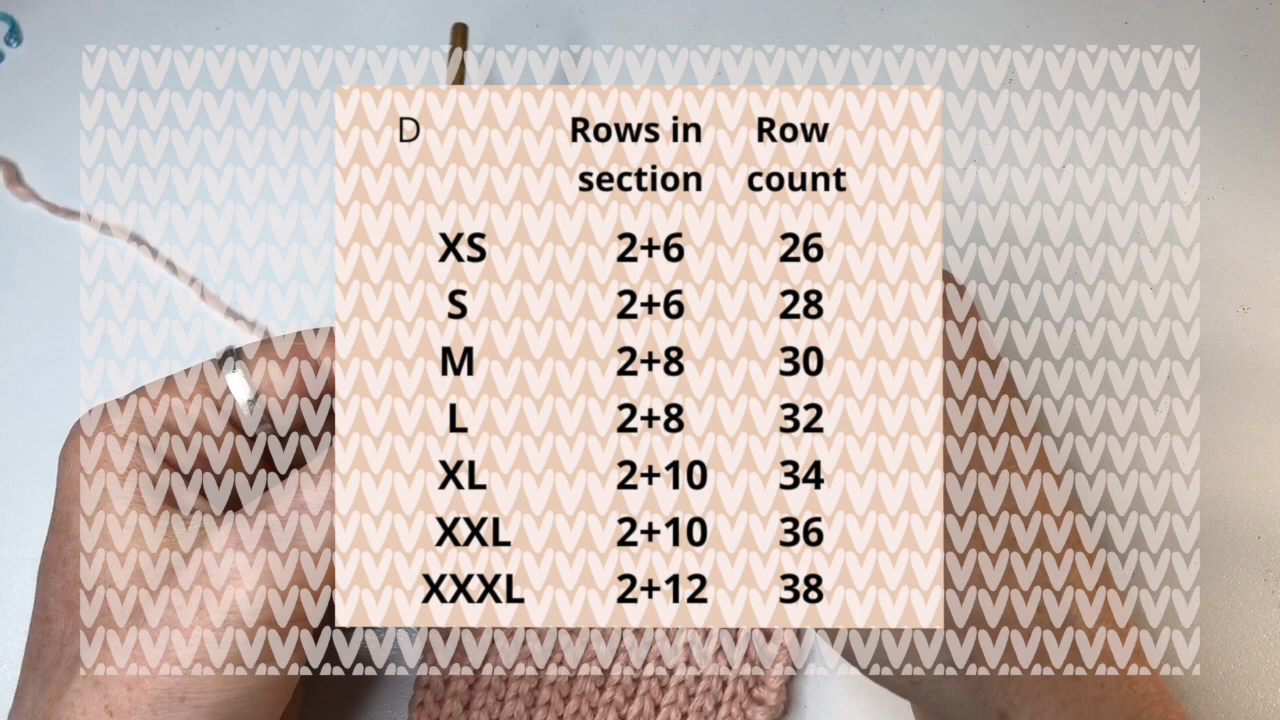 D Rows in Row
section count
XS 2+6 26
S 2+6 28
M 2+8 30
L 2+8 32
XL 2+10 34
XXL 2+10 36
XXXL 2+12 38